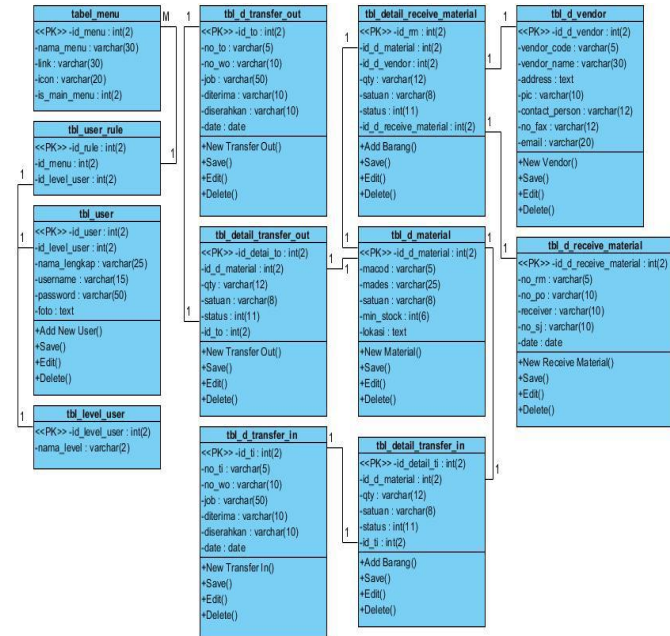 tabel_menu
<<PK>> -id_menu : int(2)
-nama_menu : varchar(30)
-link : varchar(30)
-icon : varchar(20)
-is_main_menu : int(2)
M
1
tbl_user_rule
<<PK>> -id_rule : int(2)
-id_menu : int(2)
-id_level_user : int(2)
1
1
tbl_user
<<PK>> -id_user : int(2)
-id_level_user : int(2)
-nama_lengkap : varchar(25)
-username : varchar(15)
-password : varchar(50)
-foto : text
+Add New User()
+Save()
+Edit()
+Delete()
1
tbl_level_user
<<PK>> -id_level_user : int(2)
-nama_level : varchar(2)
1
tbl_d_transfer_out
<<PK>> -id_to : int(2)
-no_to : varchar(5)
-no_wo : varchar(10)
-job : varchar(50)
-diterima : varchar(10)
-diserahkan : varchar(10)
-date : date
+New Transfer Out()
+Save()
+Edit()
+Delete()
1
tbl_detail_transfer_out
<<PK>> -id_detai_to : int(2)
-id_d_material : int(2)
-qty : varchar(12)
-satuan : varchar(8)
-status : int(11)
-id_to : int(2)
+New Transfer Out()
+Save()
+Edit()
+Delete()
1
1
tbl_d_transfer_in
<<PK>> -id_ti : int(2)
-no_ti : varchar(5)
-no_wo : varchar(10)
-job : varchar(50)
-diterima : varchar(10)
-diserahkan : varchar(10)
-date : date
+New Transfer In()
+Save()
+Edit()
+Delete()
1
1
tbl_detail_receive_material
<<PK>> -id_rm : int(2)
-id_d_material : int(2)
-id_d_vendor : int(2)
-qty : varchar(12)
-satuan : varchar(8)
-status : int(11)
-id_d_receive_material : int(2)
+Add Barang()
+Save()
+Edit()
+Delete()
1
1
1
tbl_d_material
<<PK>> -id_d_material : int(2)
-macod : varchar(5)
-mades : varchar(25)
-satuan : varchar(8)
-min_stock : int(6)
-lokasi : text
+New Material()
+Save()
+Edit()
+Delete()
1
1
1
tbl_detail_transfer_in
<<PK>> -id_detail_ti : int(2)
-id_d_material : int(2)
-qty : varchar(12)
-satuan : varchar(8)
-status : int(11)
-id_ti : int(2)
+Add Barang()
+Save()
+Edit()
+Delete()
1
1
tbl_d_vendor
<<PK>> -id_d_vendor : int(2)
-vendor_code : varchar(5)
-vendor_name : varchar(30)
-address : text
-pic : varchar(10)
-contact_person : varchar(12)
-no_fax : varchar(12)
-email : varchar(20)
+New Vendor()
+Save()
+Edit()
+Delete()
1
tbl_d_receive_material
<<PK>> -id_d_receive_material : int(2)
-no_rm : varchar(5)
-no_po : varchar(10)
-receiver : varchar(10)
-no_sj : varchar(10)
-date : date
+New Receive Material()
+Save()
+Edit()
+Delete()